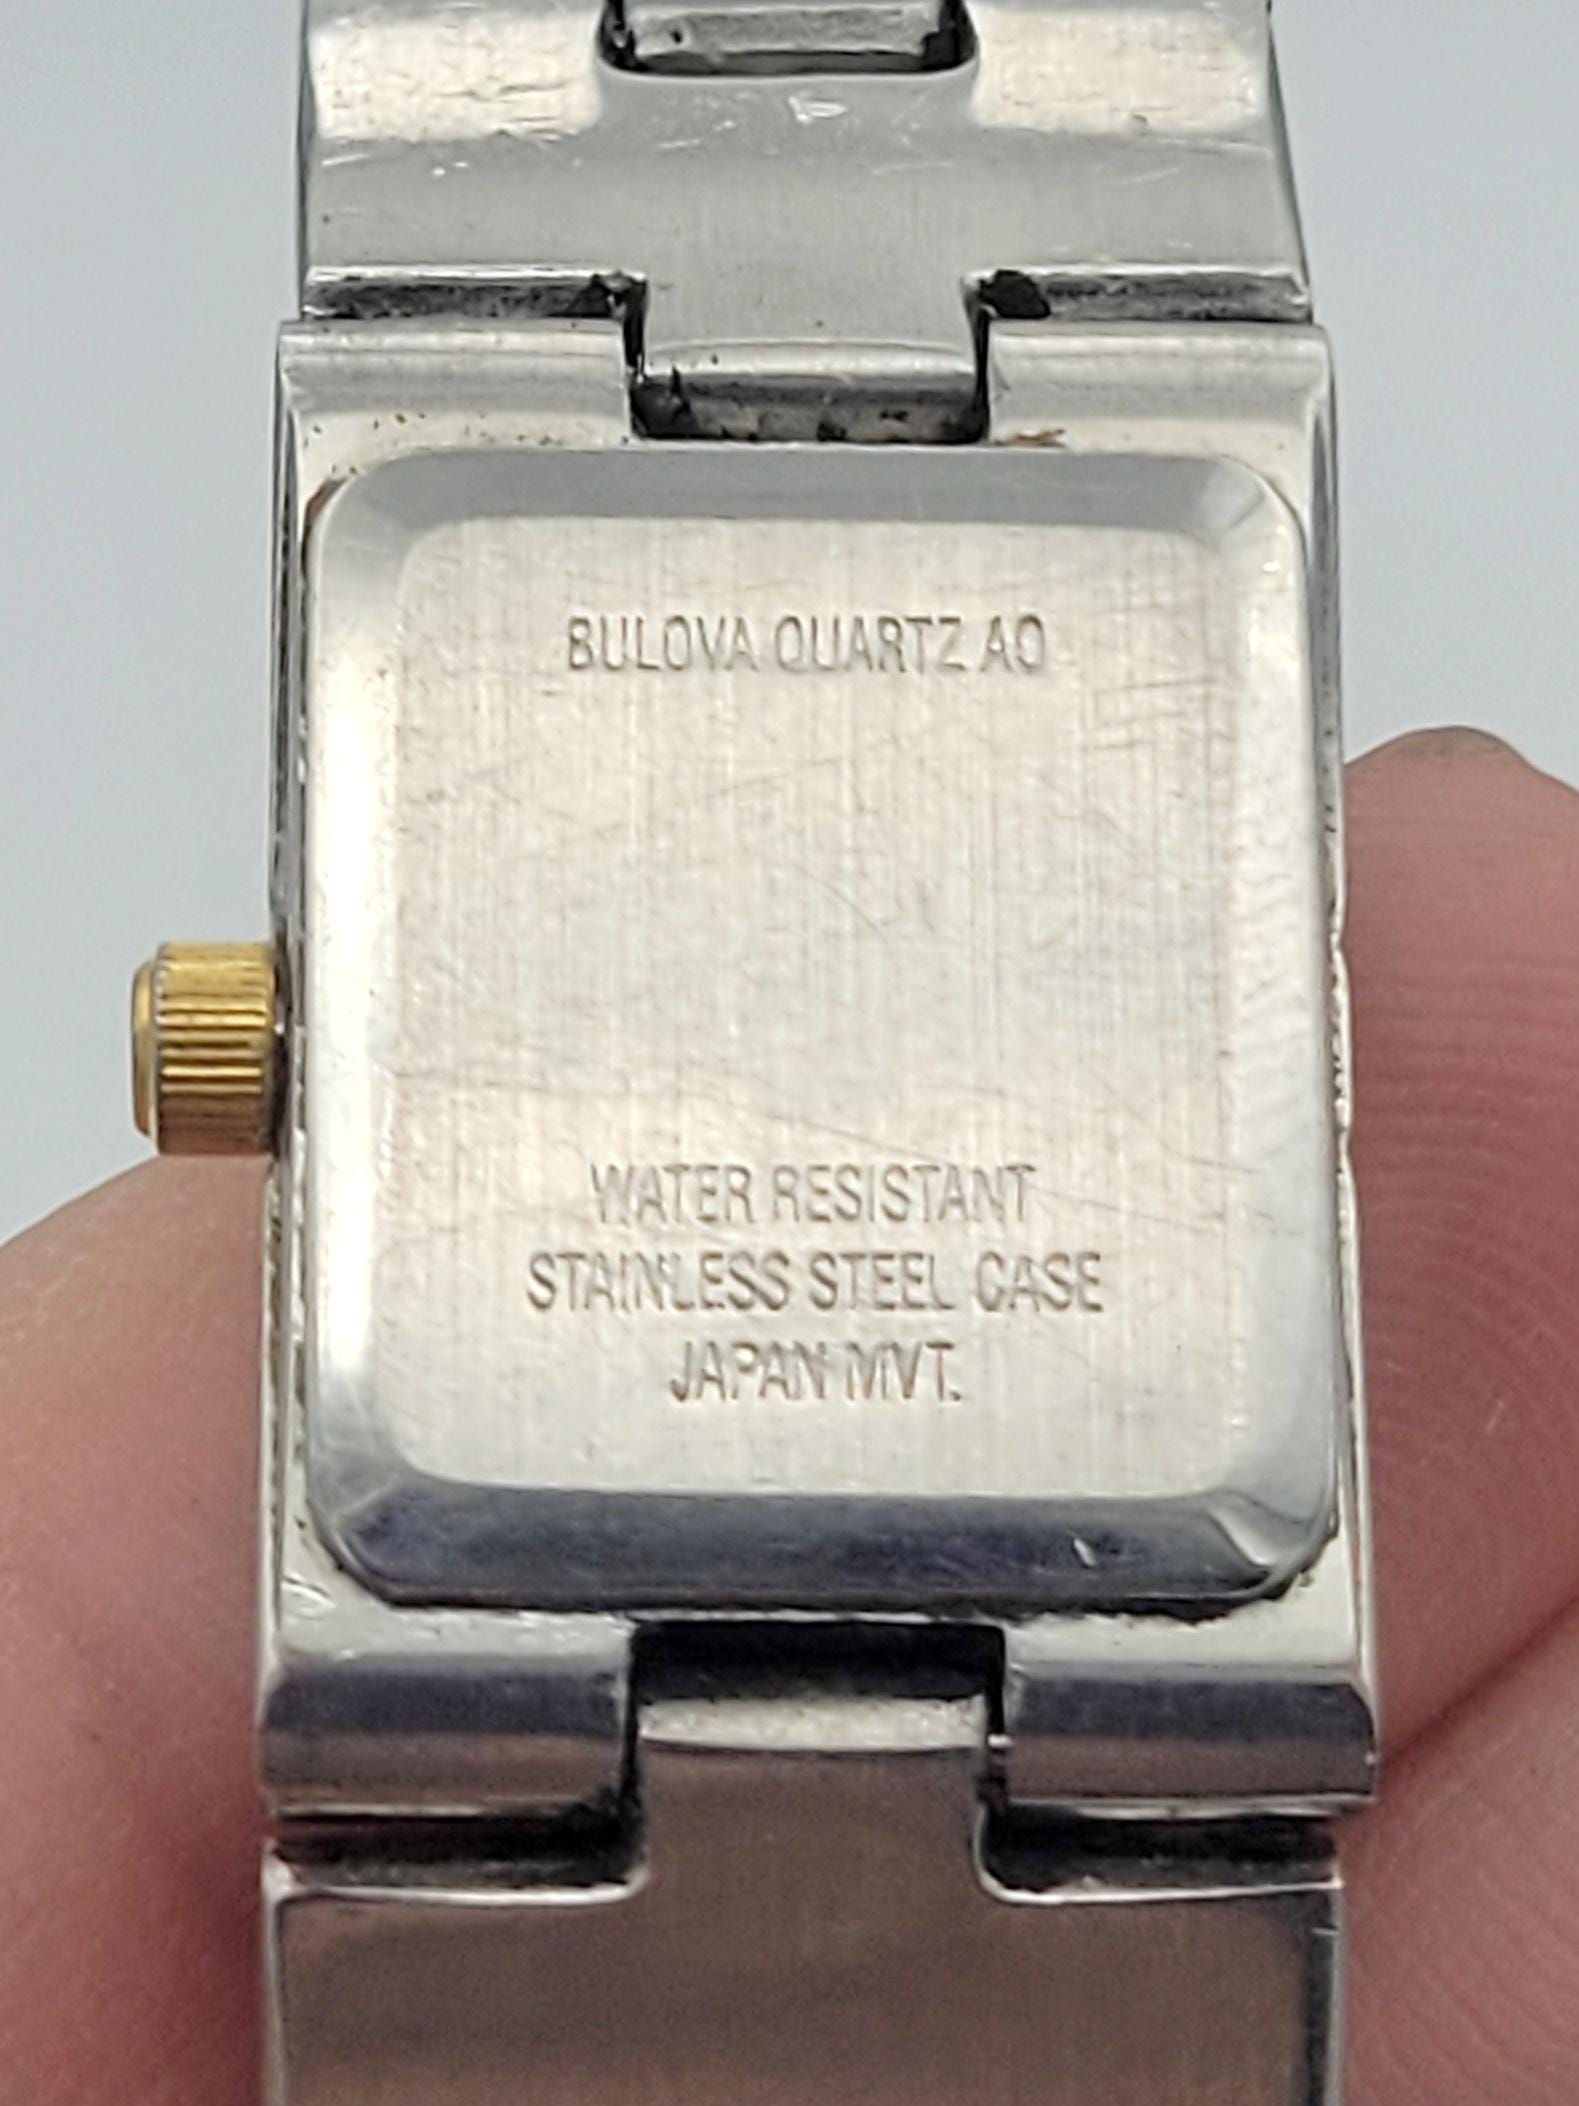 BULOVA QUARTZ A0
WATER RESISTANT
STAINLESS STEEL CASE
JAPAN MVT.